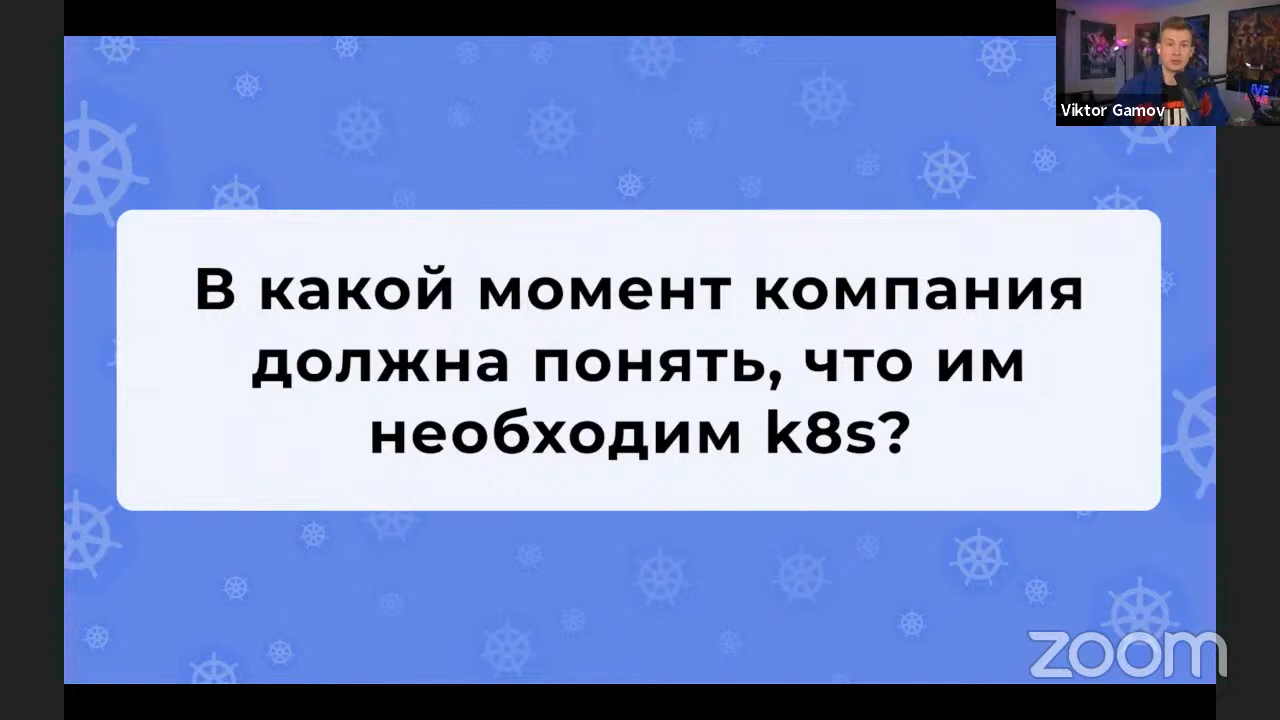 Viktor Gamov
В какой момент компания
должна понять, что им
необходим k8s?
zoom